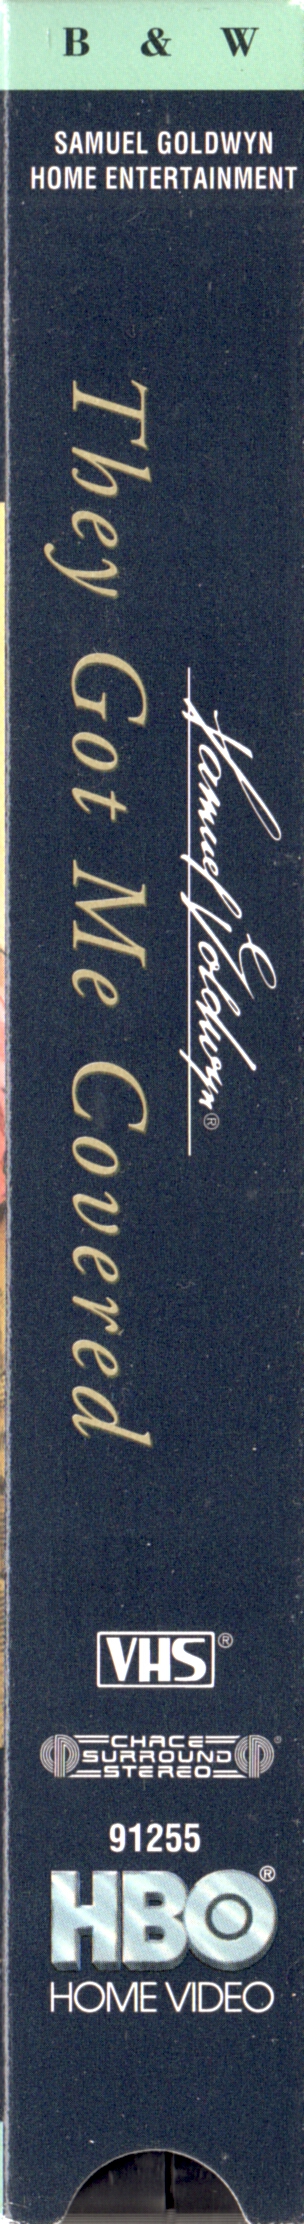 B & W
SAMUEL GOLDWYN
HOME ENTERTAINMENT
Samuel Goldwyn®
They Got Me Covered
VHS®
CHACE
SURROUND®
STEREO
91255
HBO®
HOME VIDEO